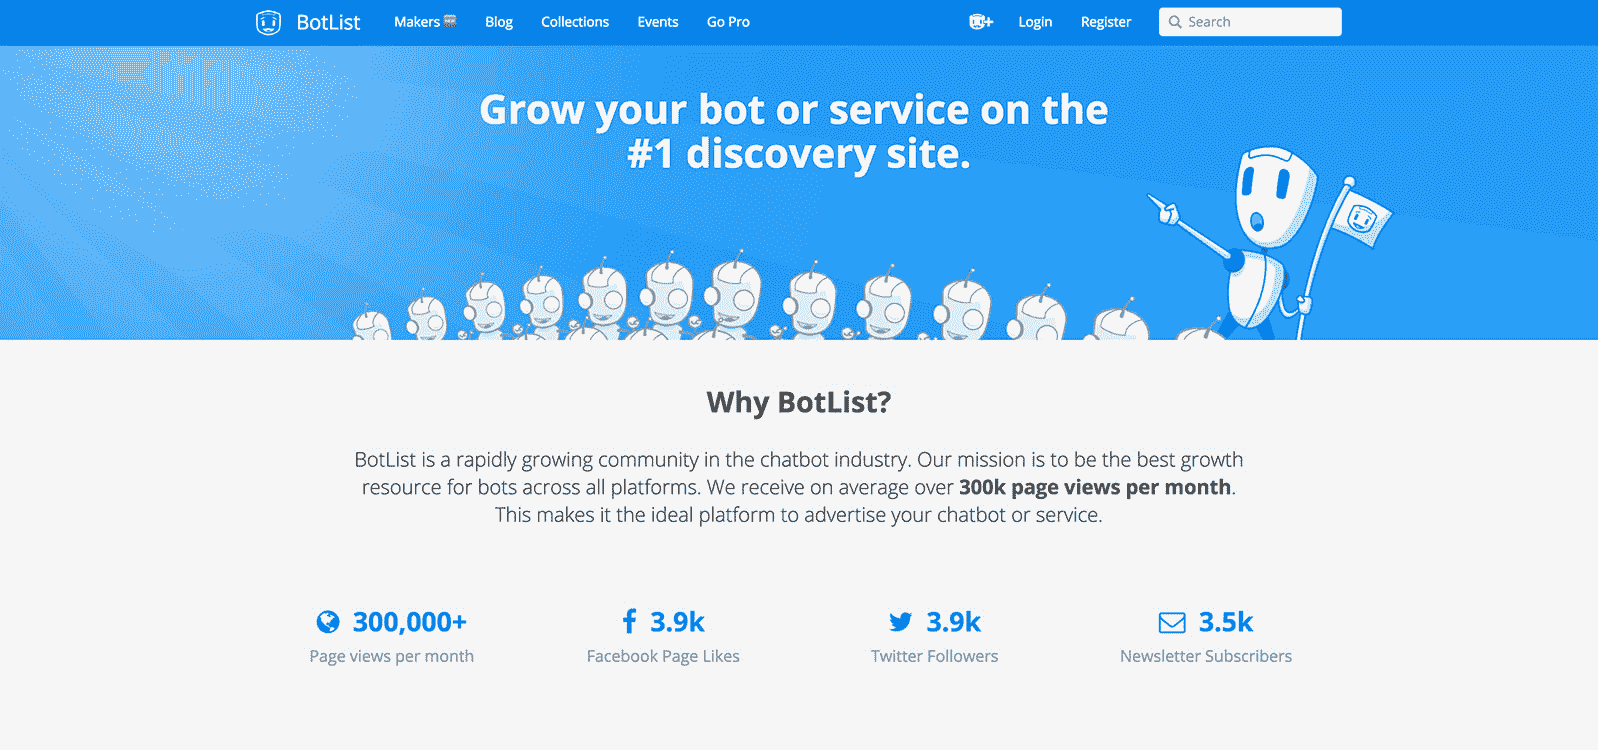 BotList Makers Blog Collections Events Go Pro Login Register Search
Grow your bot or service on the
#1 discovery site.
Why BotList?
BotList is a rapidly growing community in the chatbot industry. Our mission is to be the best growth
resource for bots across all platforms. We receive on average over 300k page views per month.
This makes it the ideal platform to advertise your chatbot or service.
300,000+ 3.9k 3.9k 3.5k
Page views per month Facebook Page Likes Twitter Followers Newsletter Subscribers